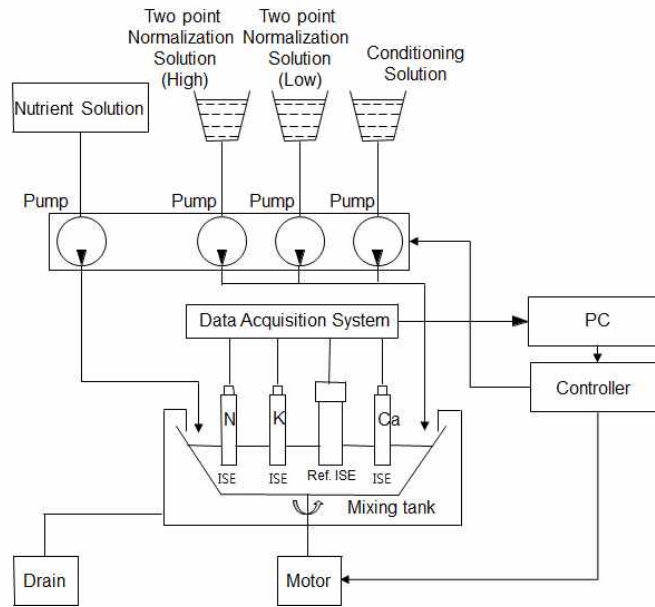 Two point
Normalization
Solution
(High)
Two point
Normalization
Solution
(Low)
Conditioning
Solution
Nutrient Solution
Pump
Pump
Pump
Pump
Data Acquisition System
PC
Controller
N
K
Ca
ISE
ISE
Ref. ISE
ISE
Mixing tank
Drain
Motor